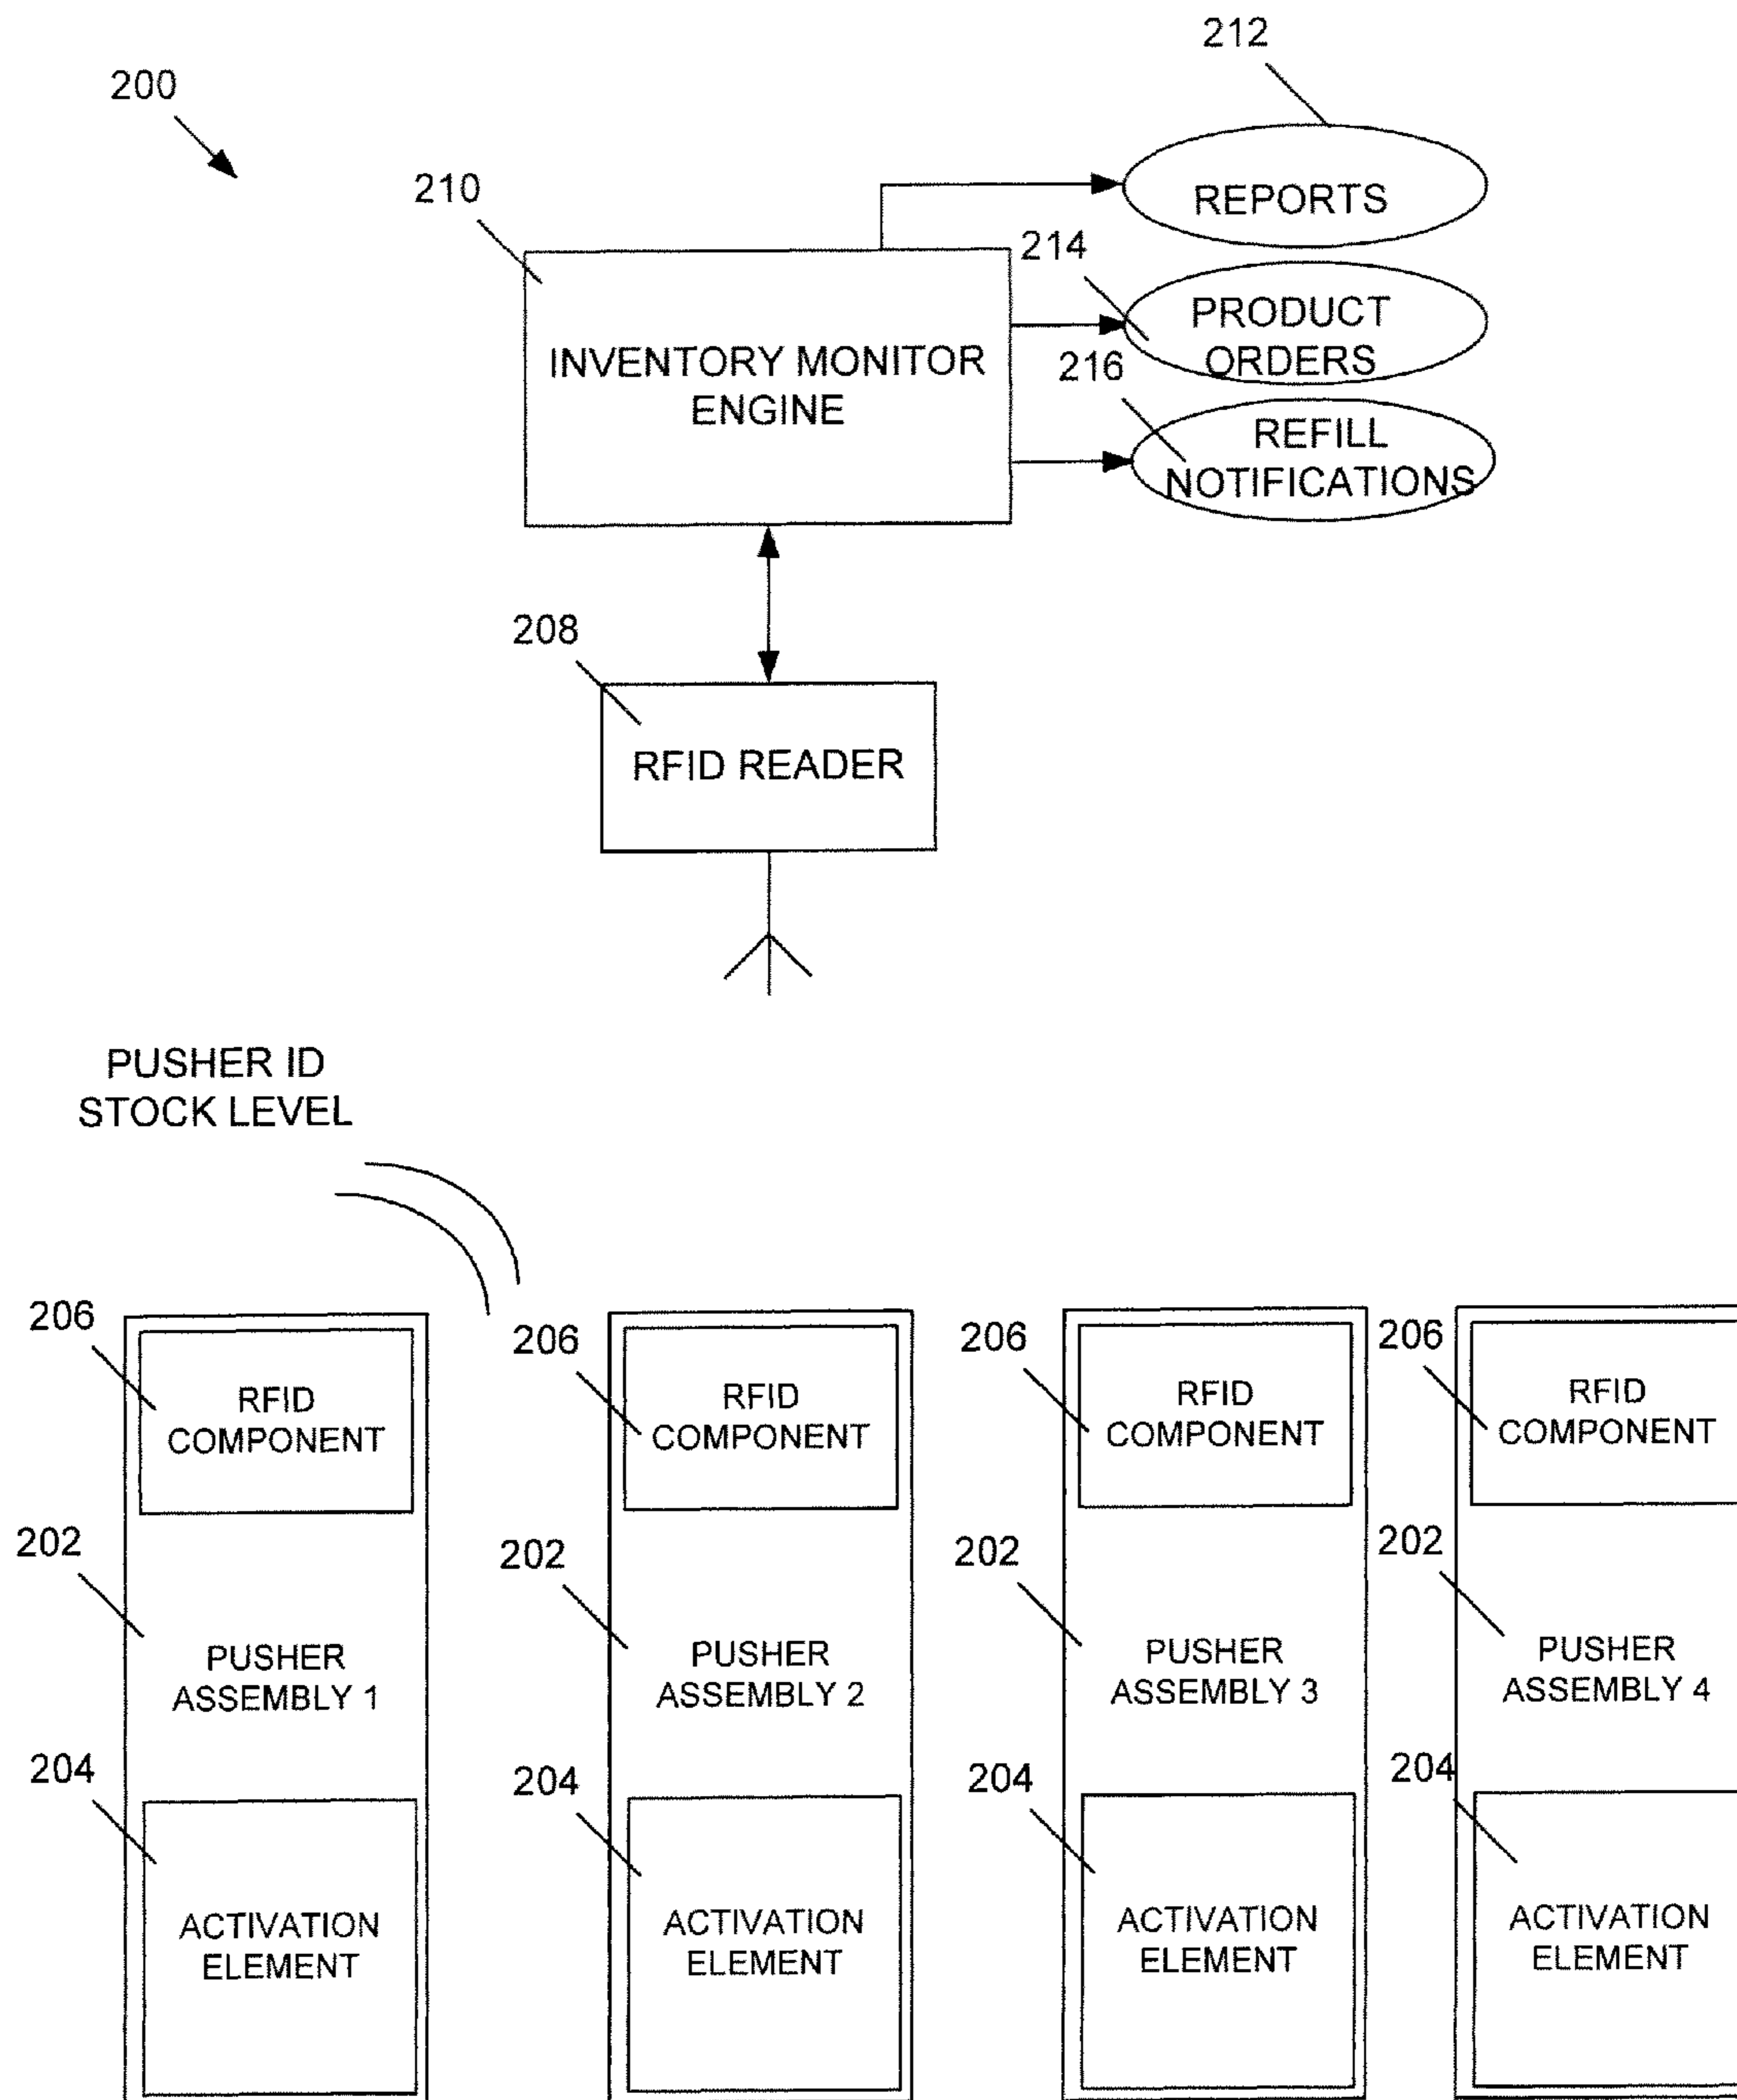 212
200
210
REPORTS
214
PRODUCT
ORDERS
216
INVENTORY MONITOR
ENGINE
REFILL
NOTIFICATIONS
208
RFID READER
PUSHER ID
STOCK LEVEL
206
RFID
COMPONENT
206
RFID
COMPONENT
206
RFID
COMPONENT
206
RFID
COMPONENT
202
PUSHER
ASSEMBLY 1
202
PUSHER
ASSEMBLY 2
202
PUSHER
ASSEMBLY 3
202
PUSHER
ASSEMBLY 4
204
ACTIVATION
ELEMENT
204
ACTIVATION
ELEMENT
204
ACTIVATION
ELEMENT
204
ACTIVATION
ELEMENT